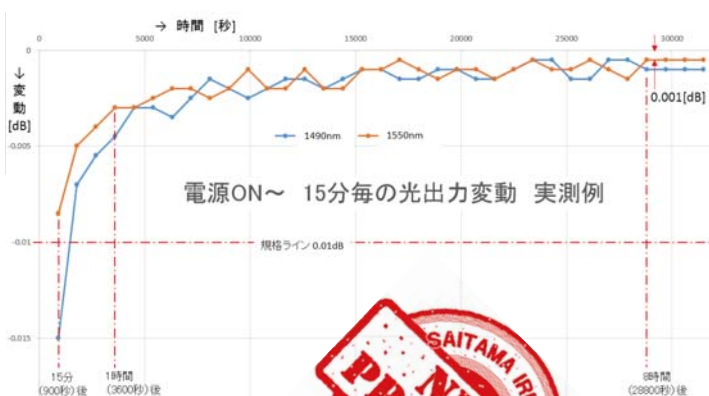 → 時間 [秒]
0 5000 10000 15000 20000 25000 30000
0
↓
変
動
[dB]
-0.005
-0.01
-0.015
0.001[dB]
1490nm 1550nm
電源ON～ 15分毎の光出力変動 実測例
規格ライン 0.01dB
SAITAMA
15分
(900秒)後
1時間
(3600秒)後
8時間
(28800秒)後